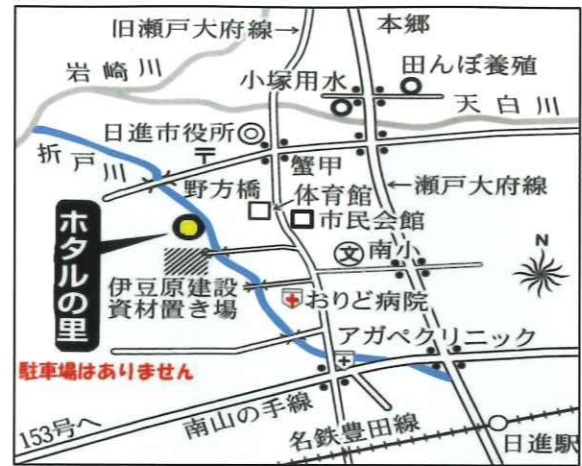 旧瀬戸大府線→
本郷
岩崎川
小塚用水
田んぼ養殖
天白川
日進市役所
〒
折戸川
蟹甲
野方橋
体育館
←瀬戸大府線
市民会館
ホタルの里
文
南小
N
伊豆原建設
資材置き場
おりど病院
アガペクリニック
駐車場はありません
153号へ
南山の手線
名鉄豊田線
日進駅